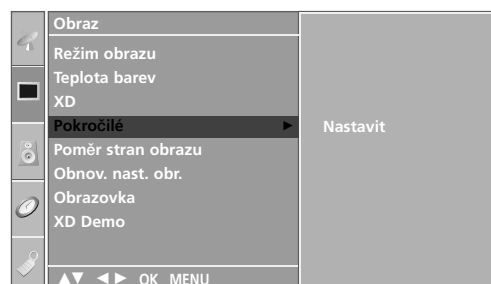 Obraz
Režim obrazu
Teplota barev
XD
Pokročilé ► Nastavit
Poměr stran obrazu
Obnov. nast. obr.
Obrazovka
XD Demo
▲▼ ◄► OK MENU